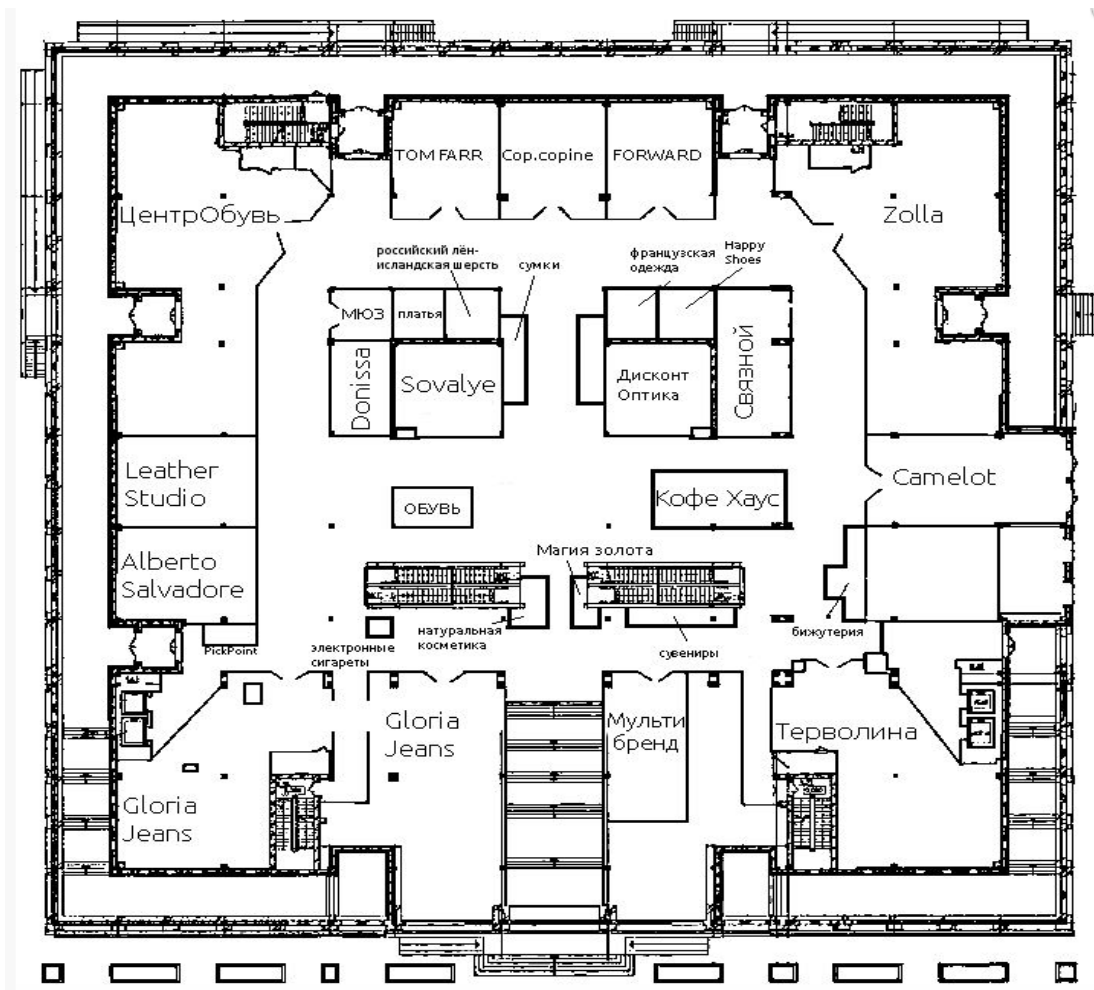 TOM FARR
Cop.copine
FORWARD
ЦентрОбувь
Zolla
российский лён-
исландская шерсть
сумки
французская
одежда
Happy
Shoes
МЮЗ
платья
Donissa
Sovalye
Дисконт
Оптика
Связной
Leather
Studio
ОБУВЬ
Кофе Хаус
Camelot
Alberto
Salvadore
Магия золота
PickPoint
электронные
сигареты
натуральная
косметика
сувениры
бижутерия
Gloria
Jeans
Мульти
бренд
Терволина
Gloria
Jeans